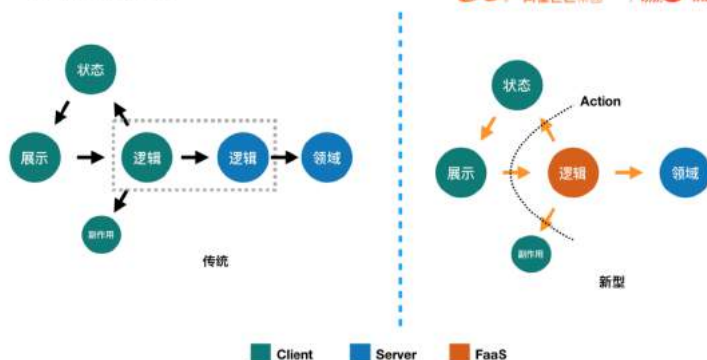 状态
展示
逻辑
逻辑
领域
副作用
传统
状态
Action
展示
逻辑
领域
副作用
新型
Client
Server
FaaS